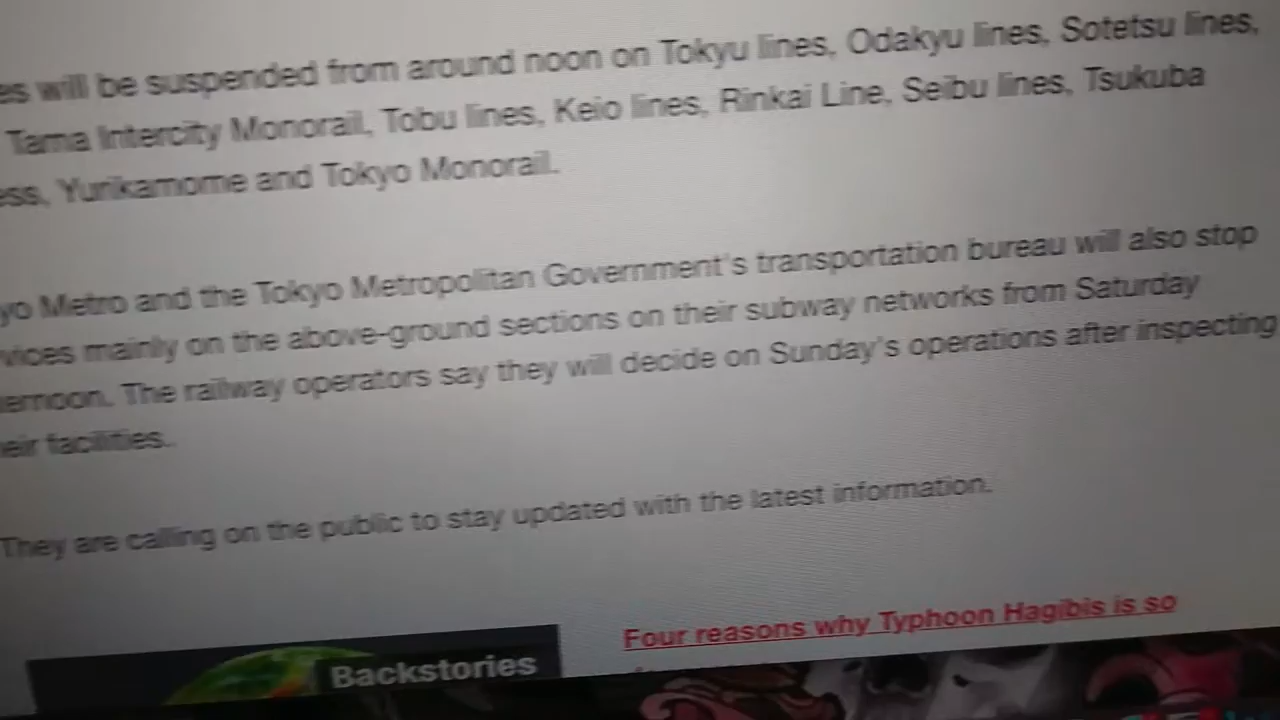 es will be suspended from around noon on Tokyu lines, Odakyu lines, Sotetsu lines,
Tama Intercity Monorail, Tobu lines, Keio lines, Rinkai Line, Seibu lines, Tsukuba
ess, Yurikamome and Tokyo Monorail.
yo Metro and the Tokyo Metropolitan Government's transportation bureau will also stop
vices mainly on the above-ground sections on their subway networks from Saturday
ernoon. The railway operators say they will decide on Sunday's operations after inspecting
eir facilities.
They are calling on the public to stay updated with the latest information.
Four reasons why Typhoon Hagibis is so
Backstories